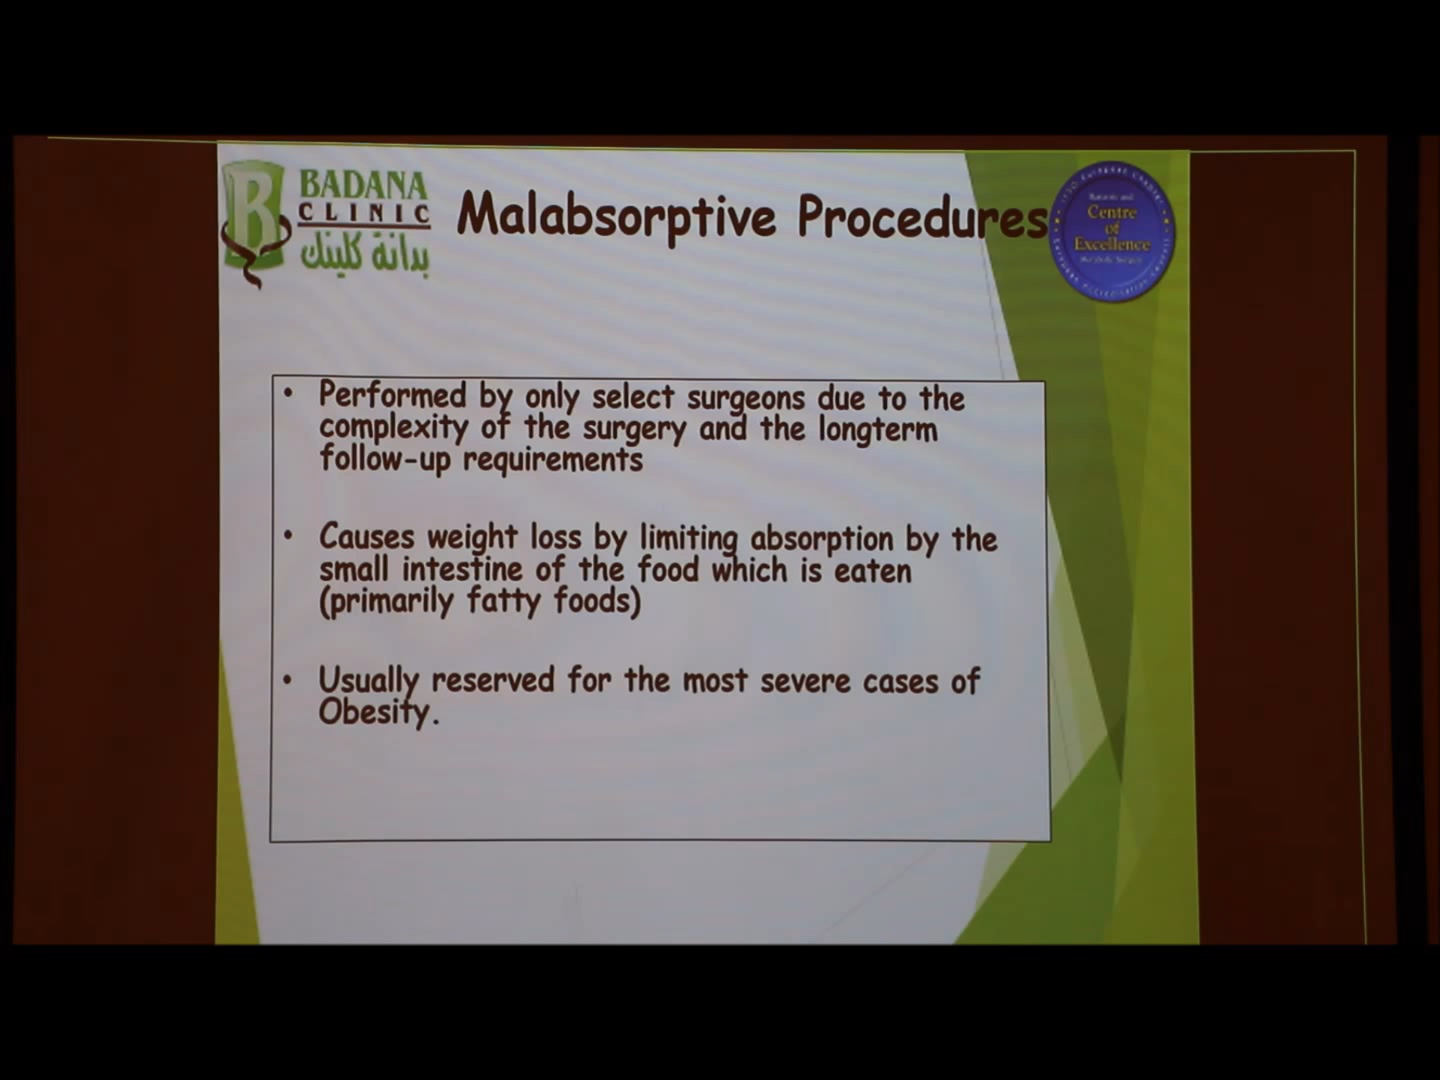 BADANA
CLINIC
بدانة كلينك
Malabsorptive Procedures
Centre
of
Excellence
• Performed by only select surgeons due to the
complexity of the surgery and the longterm
follow-up requirements
• Causes weight loss by limiting absorption by the
small intestine of the food which is eaten
(primarily fatty foods)
• Usually reserved for the most severe cases of
Obesity.